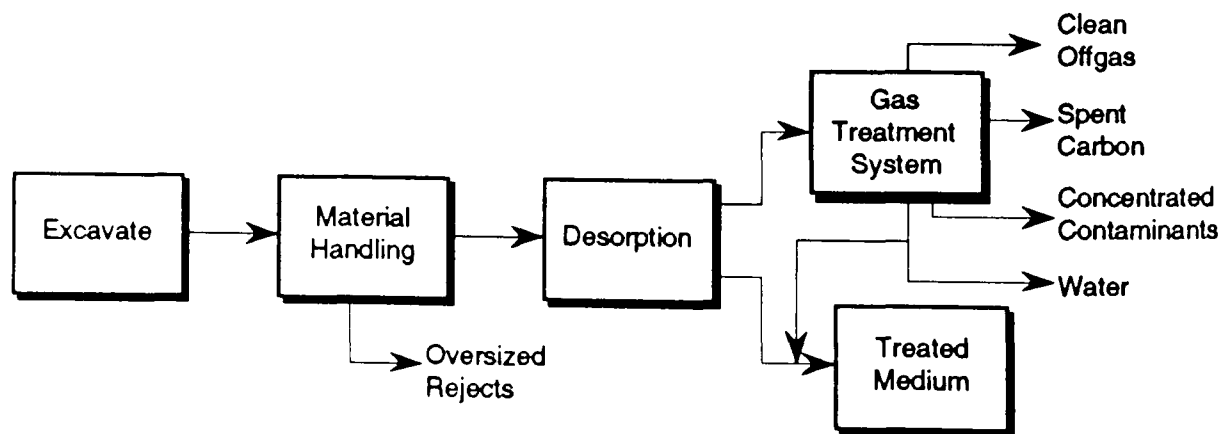 Excavate
Material
Handling
Oversized
Rejects
Desorption
Gas
Treatment
System
Clean
Offgas
Spent
Carbon
Concentrated
Contaminants
Water
Treated
Medium